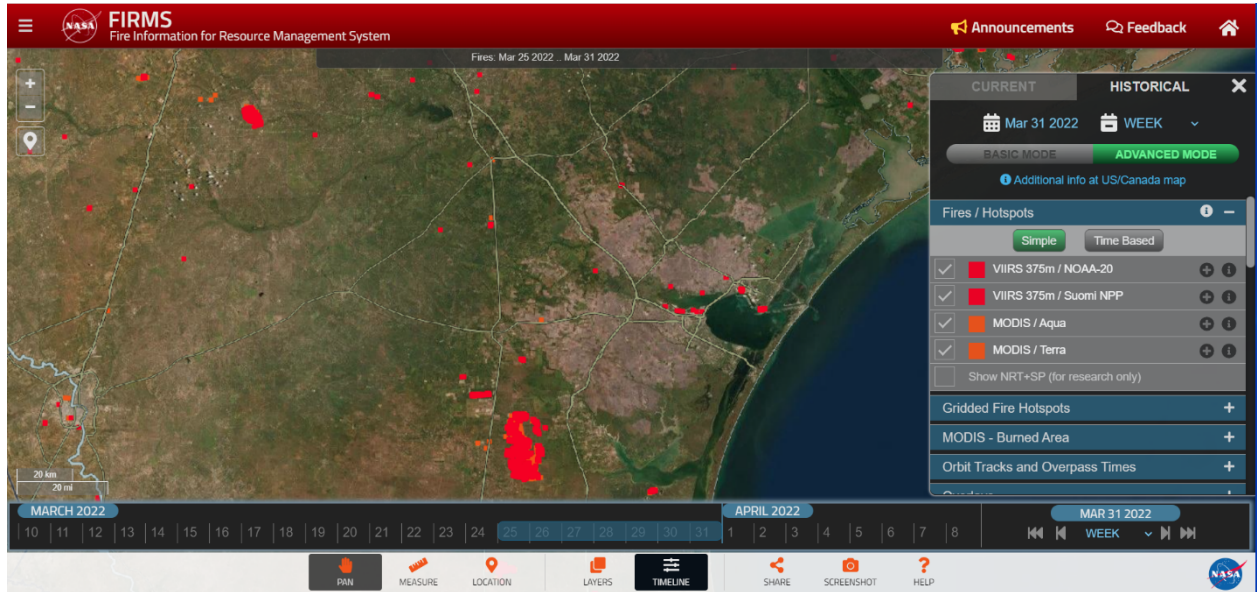 NASA
FIRMS
Fire Information for Resource Management System
Announcements
Feedback
Fires: Mar 25 2022 .. Mar 31 2022
+
−
CURRENT
HISTORICAL
Mar 31 2022
WEEK
BASIC MODE
ADVANCED MODE
Additional info at US/Canada map
Fires / Hotspots
Simple
Time Based
VIIRS 375m / NOAA-20
VIIRS 375m / Suomi NPP
MODIS / Aqua
MODIS / Terra
Show NRT+SP (for research only)
Gridded Fire Hotspots
MODIS - Burned Area
Orbit Tracks and Overpass Times
Overlays
20 km
20 mi
MARCH 2022
APRIL 2022
MAR 31 2022
10 11 12 13 14 15 16 17 18 19 20 21 22 23 24 25 26 27 28 29 30 31 1 2 3 4 5 6 7 8
WEEK
PAN
MEASURE
LOCATION
LAYERS
TIMELINE
SHARE
SCREENSHOT
HELP
NASA